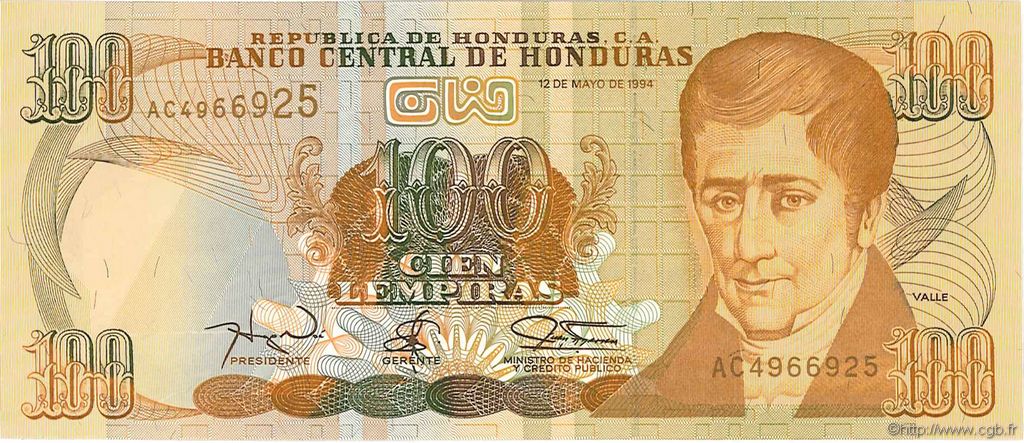 100
REPUBLICA DE HONDURAS, C.A.
100
BANCO CENTRAL DE HONDURAS
12 DE MAYO DE 1994
AC4966925
100
CIEN
LEMPIRAS
VALLE
PRESIDENTE
GERENTE
MINISTRO DE HACIENDA
Y CREDITO PUBLICO
AC4966925
100
100
©http://www.cgb.fr